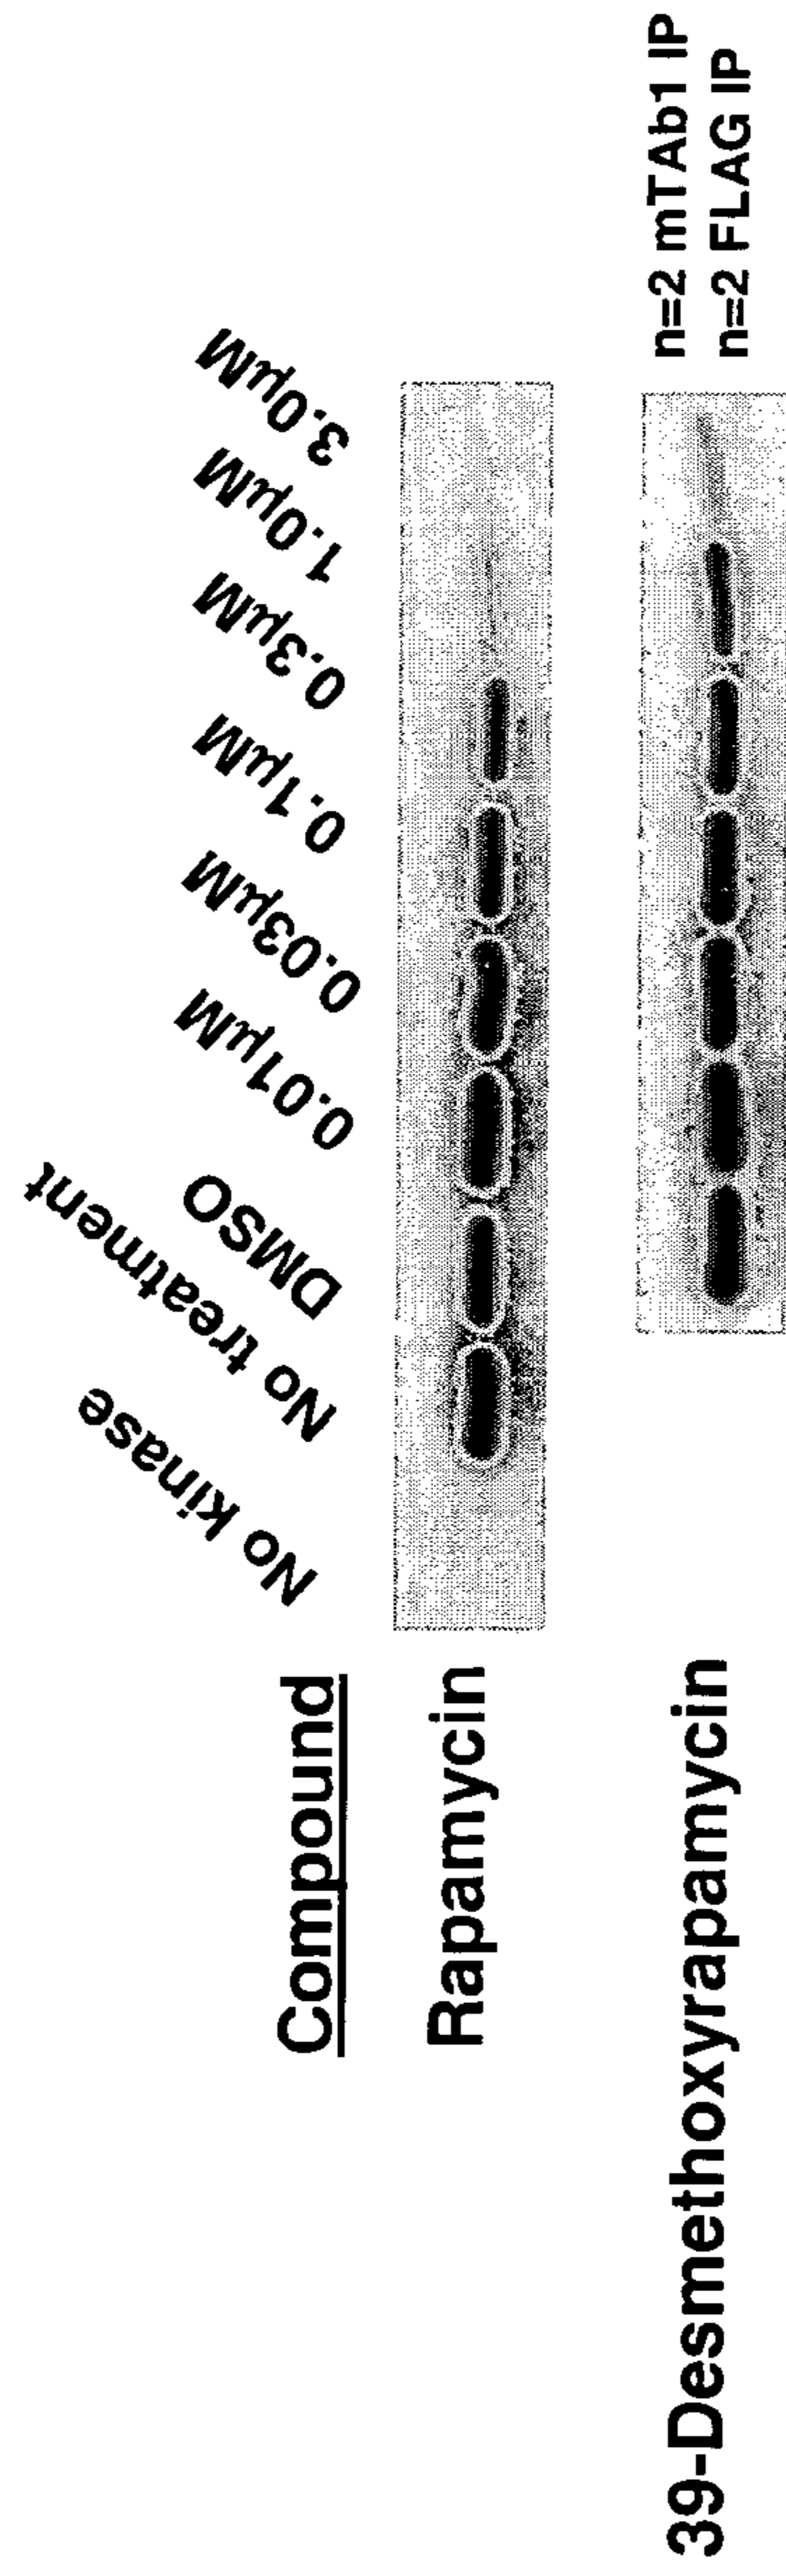 No kinase
No treatment
DMSO
0.01µM
0.03µM
0.1µM
0.3µM
1.0µM
3.0µM
Compound
Rapamycin
39-Desmethoxyrapamycin
n=2 mTAb1 IP
n=2 FLAG IP